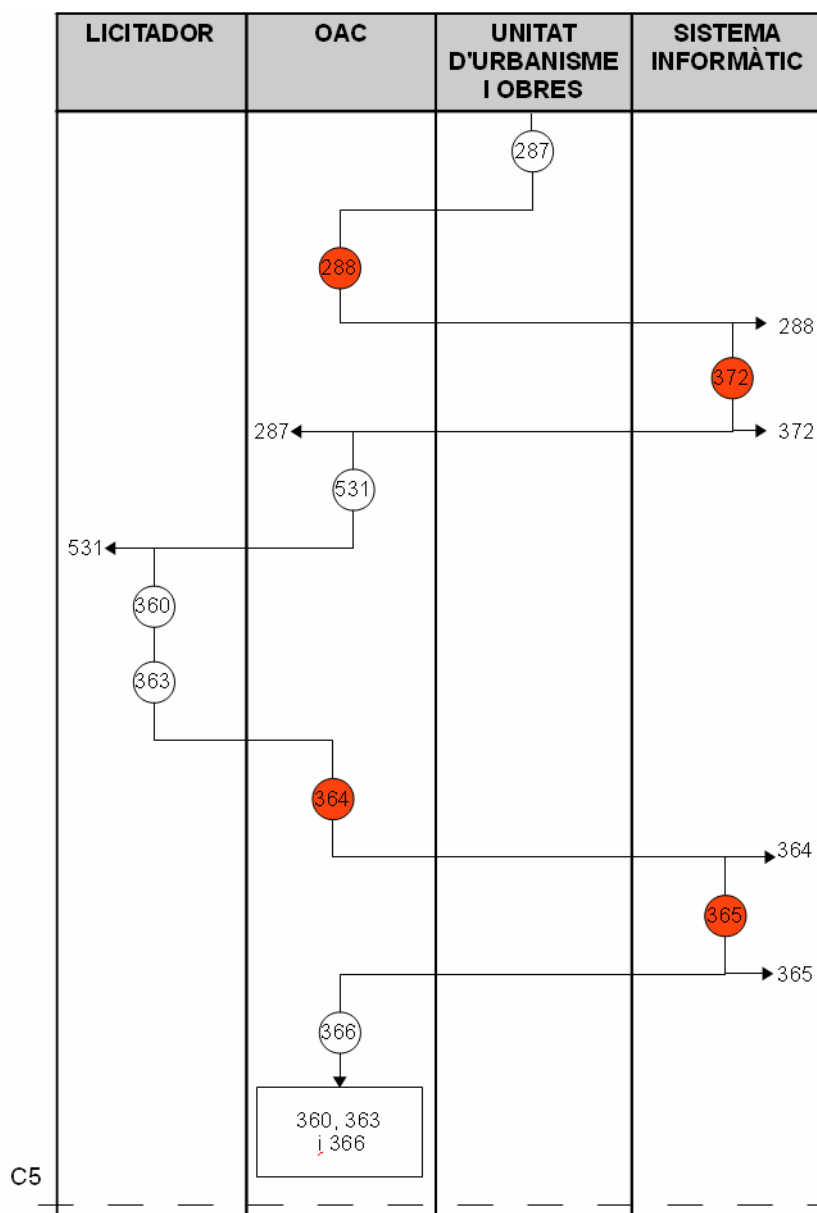 LICITADOR
OAC
UNITAT
D'URBANISME
I OBRES
SISTEMA
INFORMÀTIC
287
288
288
372
287
372
531
531
360
363
364
364
365
365
366
360, 363
i 366
C5